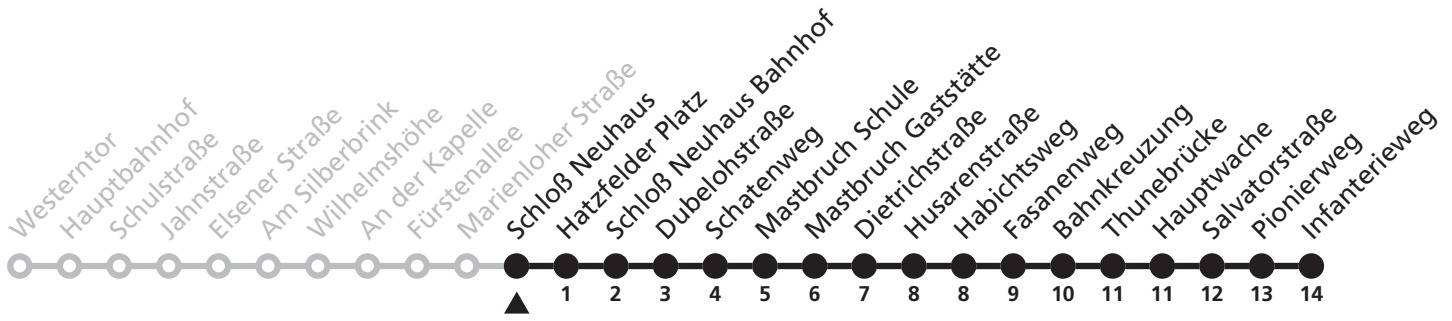 Westerntor
Hauptbahnhof
Schulstraße
Jahnstraße
Elsener Straße
Am Silberbrink
Wilhelmshöhe
An der Kapelle
Fürstenallee
Marienloher Straße
Schloß Neuhaus
Hatzfelder Platz
Schloß Neuhaus Bahnhof
Dubelohstraße
Schatenweg
Mastbruch Schule
Mastbruch Gaststätte
Dietrichstraße
Husarenstraße
Habichtsweg
Fasanenweg
Bahnkreuzung
Thunebrücke
Hauptwache
Salvatorstraße
Pionierweg
Infanterieweg
1 2 3 4 5 6 7 8 8 9 10 11 11 12 13 14